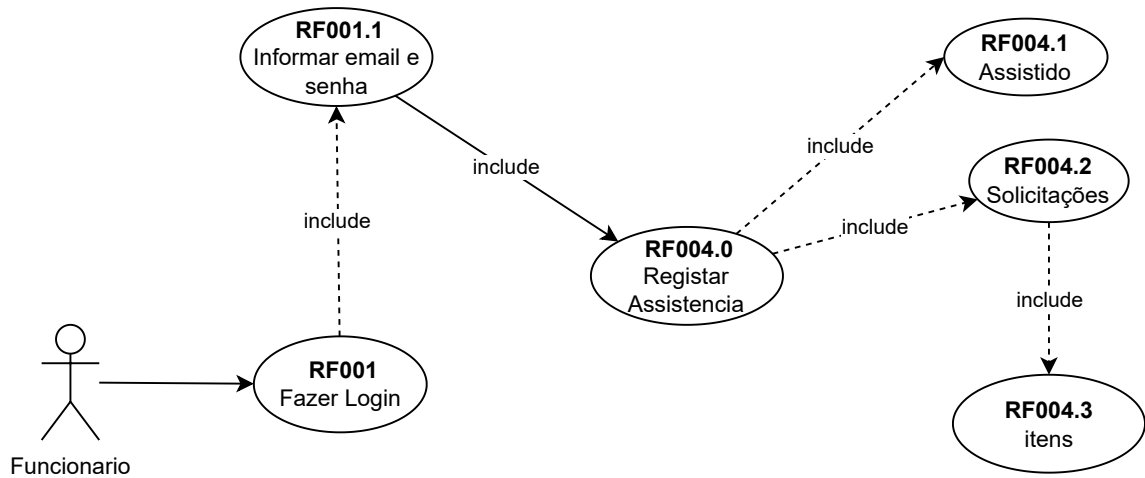 RF001.1
Informar email e
senha
RF004.1
Assistido
include
include
RF004.2
Solicitações
include
include
RF004.0
Registar
Assistencia
include
RF001
Fazer Login
RF004.3
itens
Funcionario